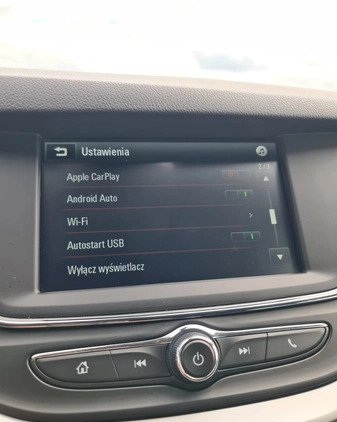 Ustawienia
Apple CarPlay
Android Auto
Wi-Fi
Autostart USB
Wyłącz wyświetlacz